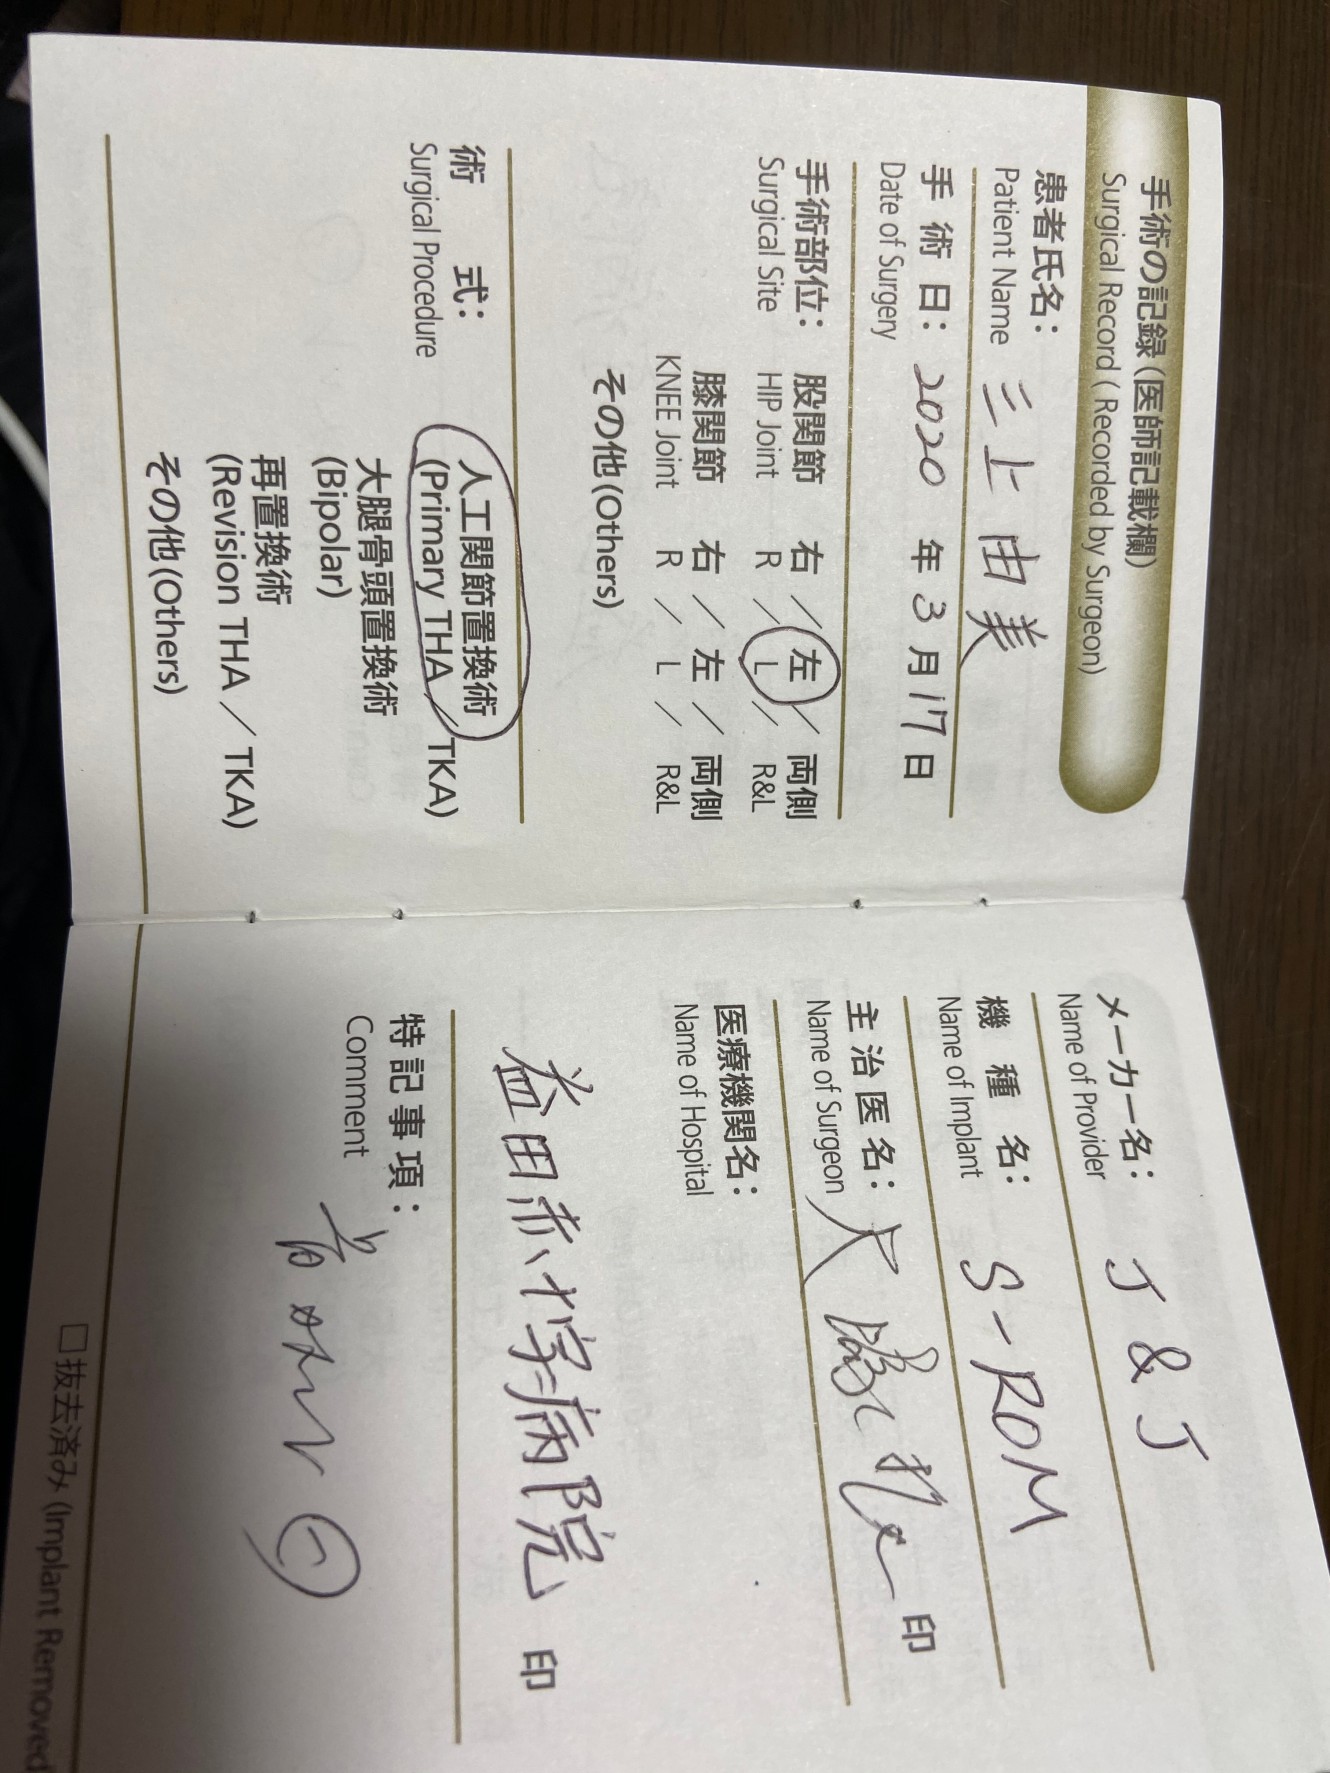 手術の記録(医師記載欄)
Surgical Record ( Recorded by Surgeon)
患者氏名: 三上 由美
Patient Name
手 術 日: 2020 年 3 月 17 日
Date of Surgery
手術部位: 股関節 右 / 左 / 両側
Surgical Site HIP Joint R / L / R&L
膝関節 右 / 左 / 両側
KNEE Joint R / L / R&L
その他 (Others)
術 式: 人工関節置換術
Surgical Procedure (Primary THA / TKA)
大腿骨頭置換術
(Bipolar)
再置換術
(Revision THA / TKA)
その他 (Others)
メーカー名: J & J
Name of Provider
機 種 名: S-ROM
Name of Implant
主 治 医 名: 印
Name of Surgeon
医療機関名:
Name of Hospital
益田赤十字病院 印
特 記 事 項:
Comment
□ 抜去済み (Implant Removed